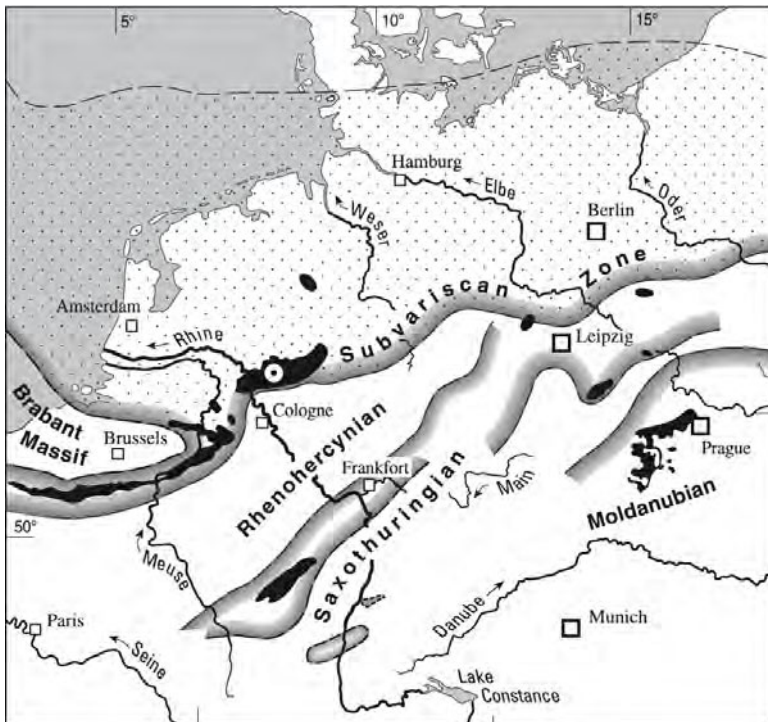 5°
10°
15°
Hamburg
Elbe
Weser
Berlin
Oder
Amsterdam
Rhine
Subvariscan Zone
Leipzig
Brabant
Massif
Brussels
Cologne
Rhenohercynian
Frankfort
Main
Prague
Saxothuringian
Moldanubian
50°
Meuse
Danube
Paris
Seine
Munich
Lake
Constance